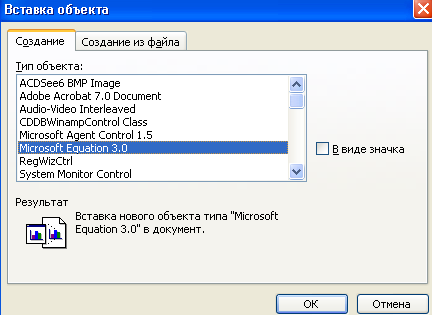 Вставка объекта
Создание
Создание из файла
Тип объекта:
ACDSee6 BMP Image
Adobe Acrobat 7.0 Document
Audio-Video Interleaved
CDDBWinampControl Class
Microsoft Agent Control 1.5
Microsoft Equation 3.0
RegWizCtrl
System Monitor Control
В виде значка
Результат
Вставка нового объекта типа "Microsoft
Equation 3.0" в документ.
ОК
Отмена